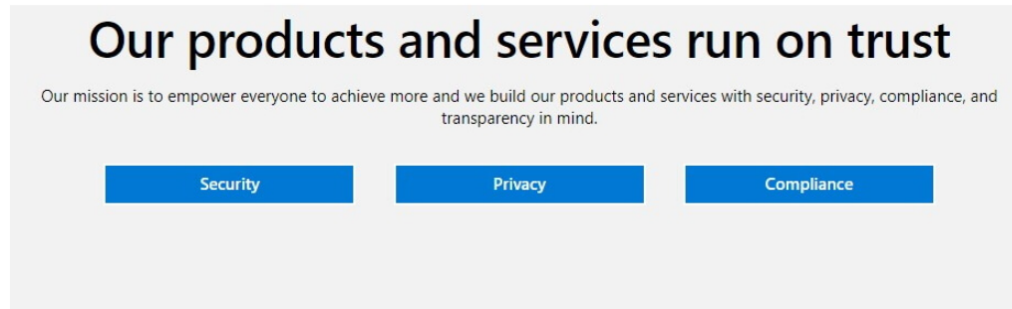 Our products and services run on trust
Our mission is to empower everyone to achieve more and we build our products and services with security, privacy, compliance, and
transparency in mind.
Security
Privacy
Compliance